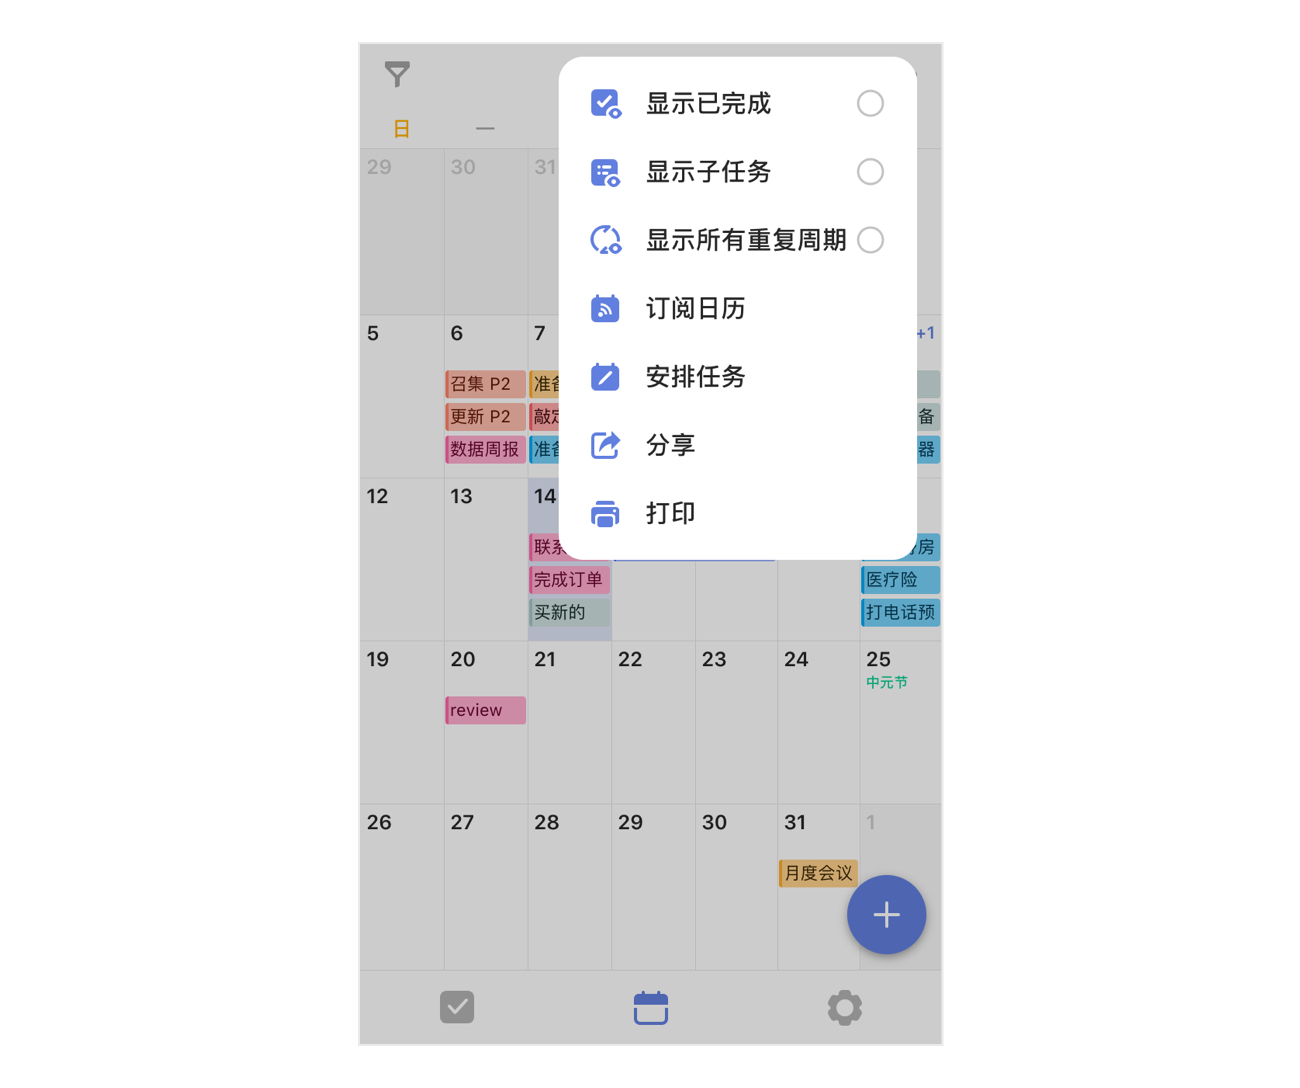 显示已完成
显示子任务
显示所有重复周期
订阅日历
安排任务
分享
打印
日 一
29 30 31
5 6 7 +1
召集 P2 准备
更新 P2 敲定 备
数据周报 准备 器
12 13 14
联系 房
完成订单 医疗险
买新的 打电话预
19 20 21 22 23 24 25
中元节
review
26 27 28 29 30 31 1
月度会议